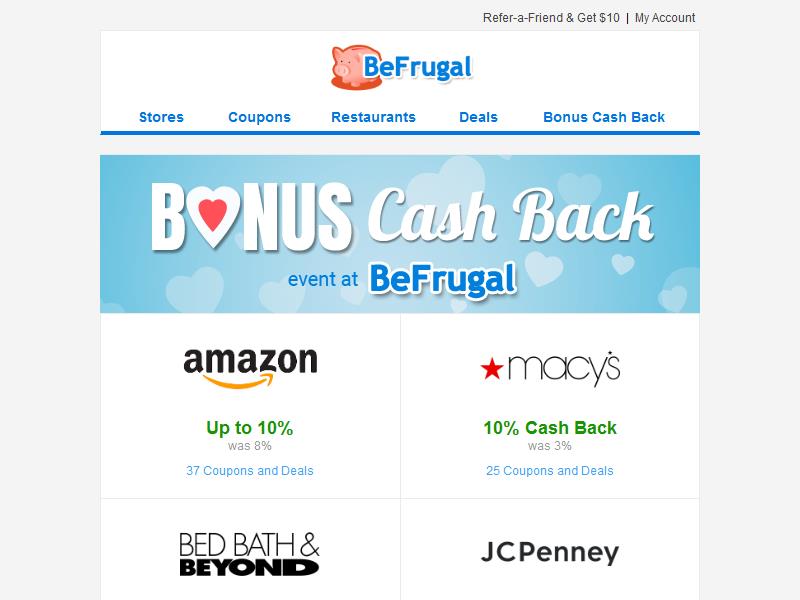 Refer-a-Friend & Get $10 | My Account
BeFrugal
Stores Coupons Restaurants Deals Bonus Cash Back
BONUS Cash Back
event at BeFrugal
amazon
Up to 10%
was 8%
37 Coupons and Deals
macy's
10% Cash Back
was 3%
25 Coupons and Deals
BED BATH &
BEYOND
JCPenney